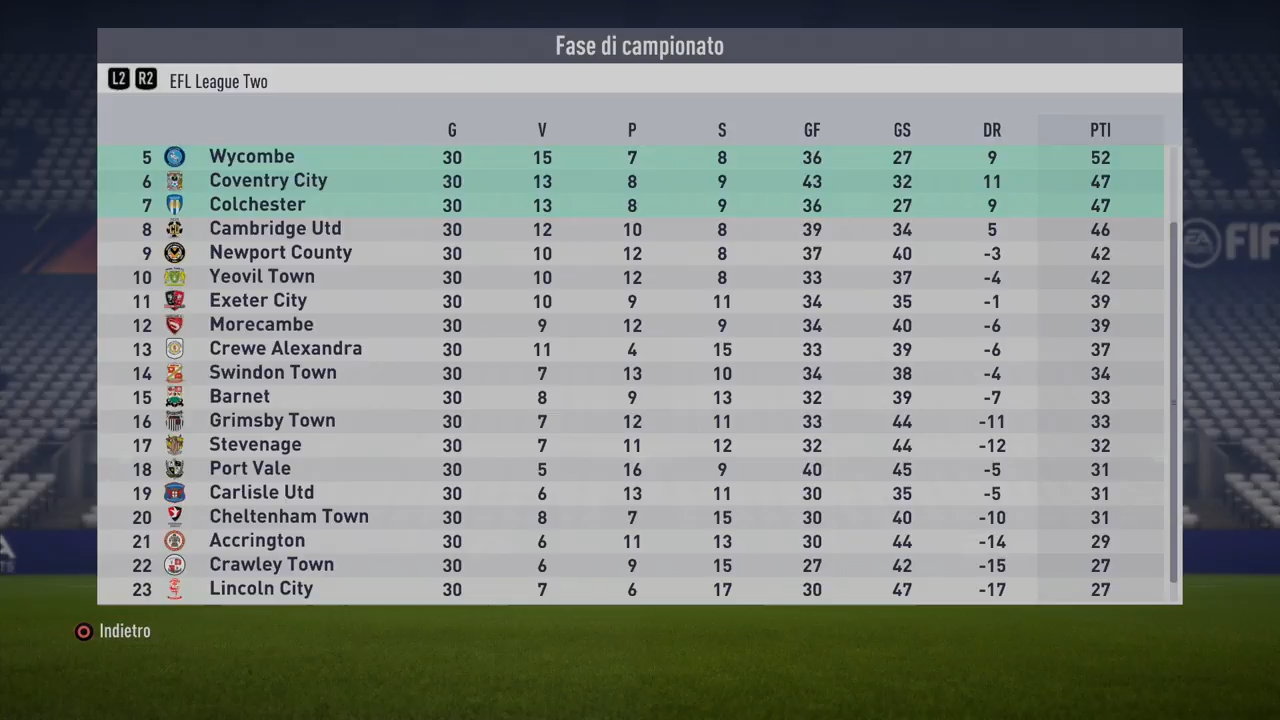 Fase di campionato
L2 R2 EFL League Two
G V P S GF GS DR PTI
5 Wycombe 30 15 7 8 36 27 9 52
6 Coventry City 30 13 8 9 43 32 11 47
7 Colchester 30 13 8 9 36 27 9 47
8 Cambridge Utd 30 12 10 8 39 34 5 46
9 Newport County 30 10 12 8 37 40 -3 42
10 Yeovil Town 30 10 12 8 33 37 -4 42
11 Exeter City 30 10 9 11 34 35 -1 39
12 Morecambe 30 9 12 9 34 40 -6 39
13 Crewe Alexandra 30 11 4 15 33 39 -6 37
14 Swindon Town 30 7 13 10 34 38 -4 34
15 Barnet 30 8 9 13 32 39 -7 33
16 Grimsby Town 30 7 12 11 33 44 -11 33
17 Stevenage 30 7 11 12 32 44 -12 32
18 Port Vale 30 5 16 9 40 45 -5 31
19 Carlisle Utd 30 6 13 11 30 35 -5 31
20 Cheltenham Town 30 8 7 15 30 40 -10 31
21 Accrington 30 6 11 13 30 44 -14 29
22 Crawley Town 30 6 9 15 27 42 -15 27
23 Lincoln City 30 7 6 17 30 47 -17 27
EA FIF
Indietro